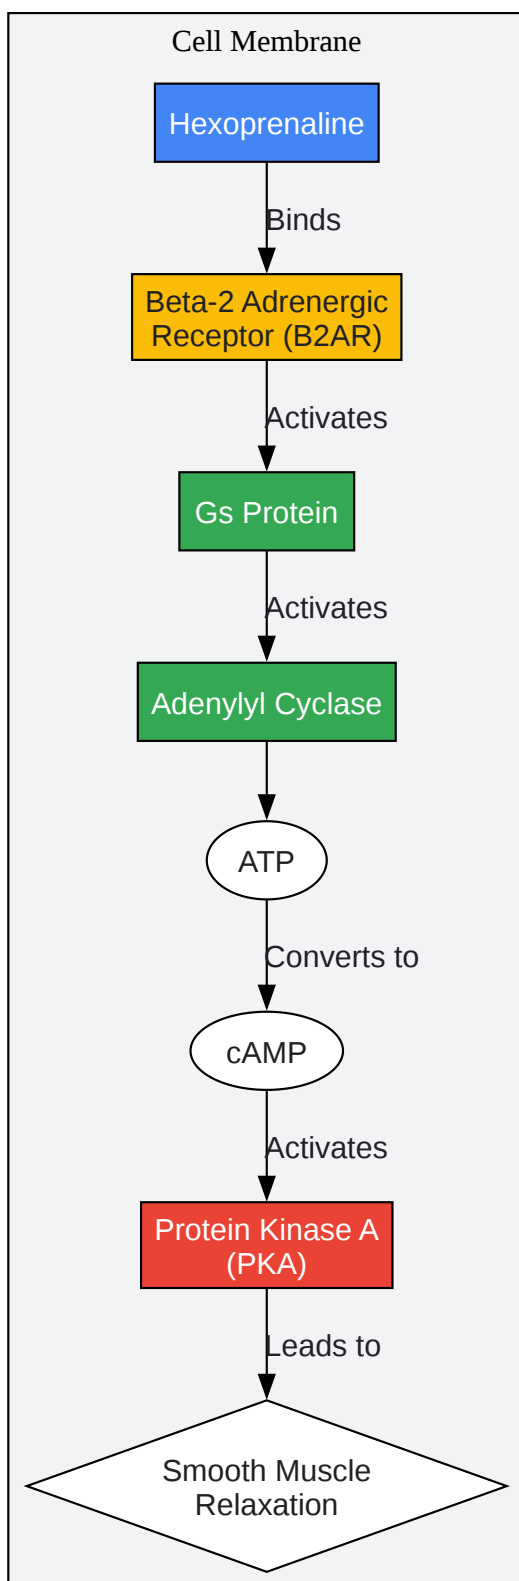 Cell Membrane
Hexoprenaline
Binds
Beta-2 Adrenergic
Receptor (B2AR)
Activates
Gs Protein
Activates
Adenylyl Cyclase
ATP
Converts to
cAMP
Activates
Protein Kinase A
(PKA)
Leads to
Smooth Muscle
Relaxation